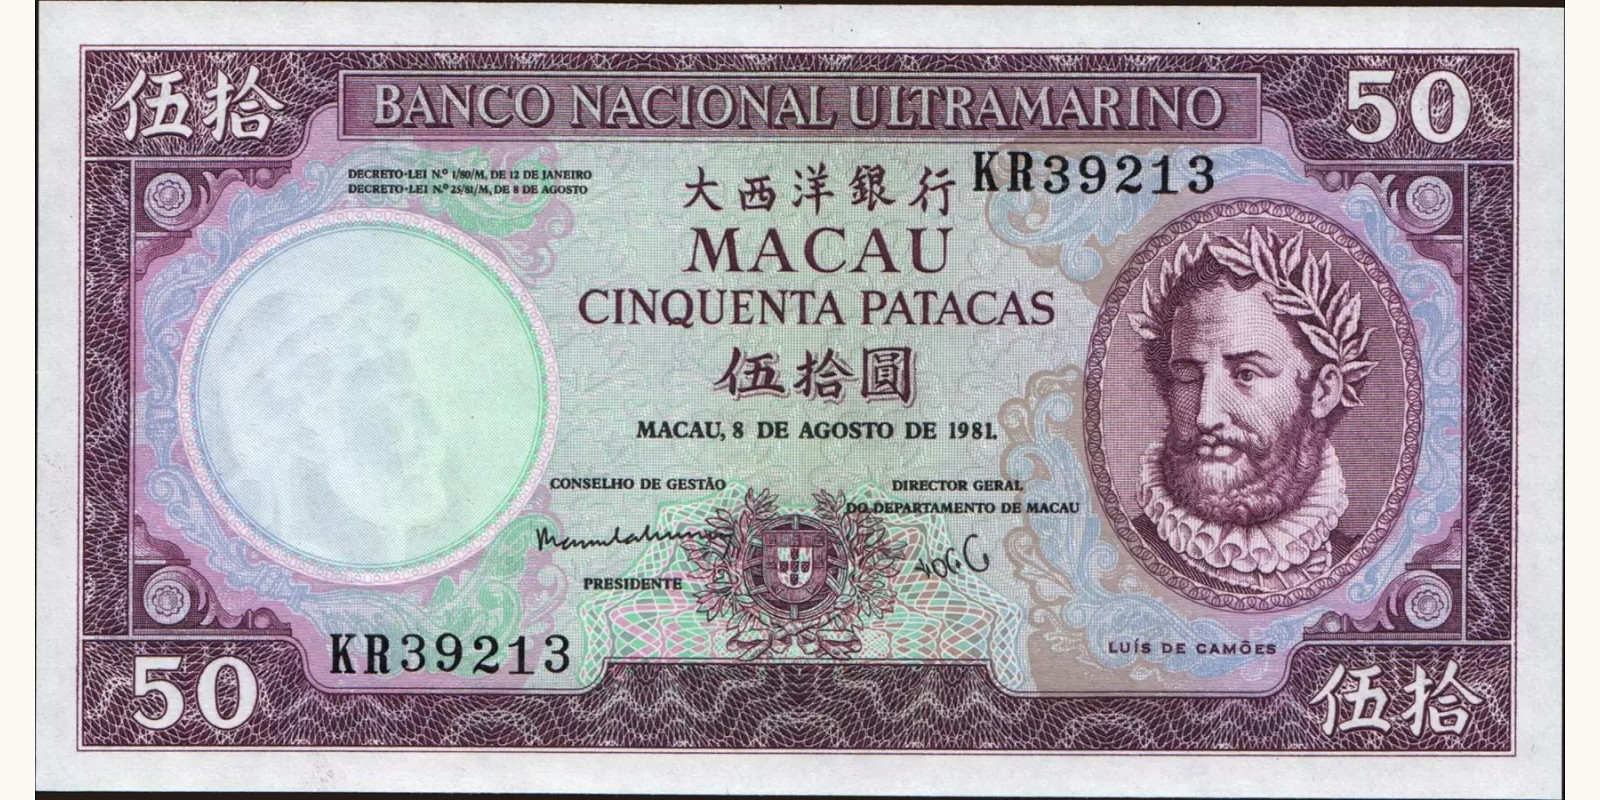 伍拾
BANCO NACIONAL ULTRAMARINO
50
DECRETO-LEI N.º 1/80/M, DE 12 DE JANEIRO
DECRETO-LEI N.º 25/81/M, DE 8 DE AGOSTO
大西洋銀行
KR39213
MACAU
CINQUENTA PATACAS
伍拾圓
MACAU, 8 DE AGOSTO DE 1981.
CONSELHO DE GESTÃO
DIRECTOR GERAL
DO DEPARTAMENTO DE MACAU
PRESIDENTE
KR39213
LUÍS DE CAMÕES
50
伍拾